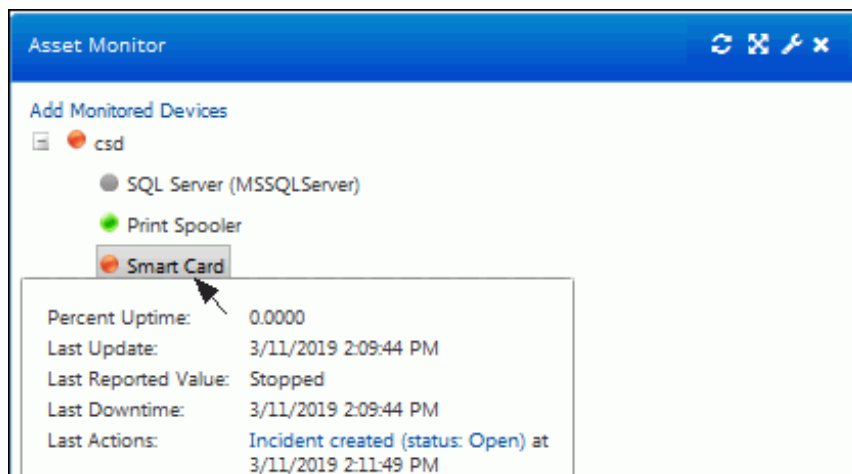 Asset Monitor
Add Monitored Devices
csd
SQL Server (MSSQLServer)
Print Spooler
Smart Card
Percent Uptime: 0.0000
Last Update: 3/11/2019 2:09:44 PM
Last Reported Value: Stopped
Last Downtime: 3/11/2019 2:09:44 PM
Last Actions: Incident created (status: Open) at
3/11/2019 2:11:49 PM